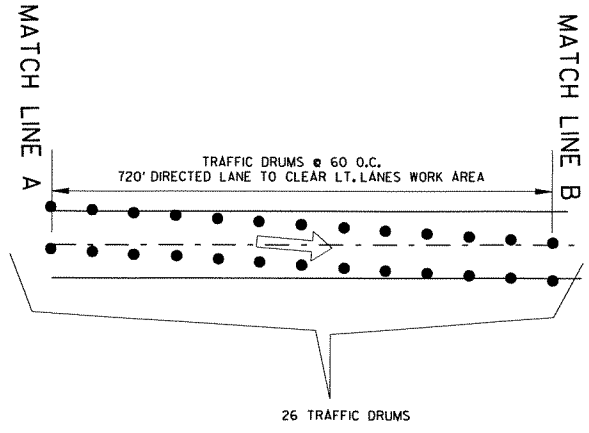 MATCH LINE A
MATCH LINE B
TRAFFIC DRUMS @ 60 O.C.
720' DIRECTED LANE TO CLEAR LT. LANES WORK AREA
26 TRAFFIC DRUMS